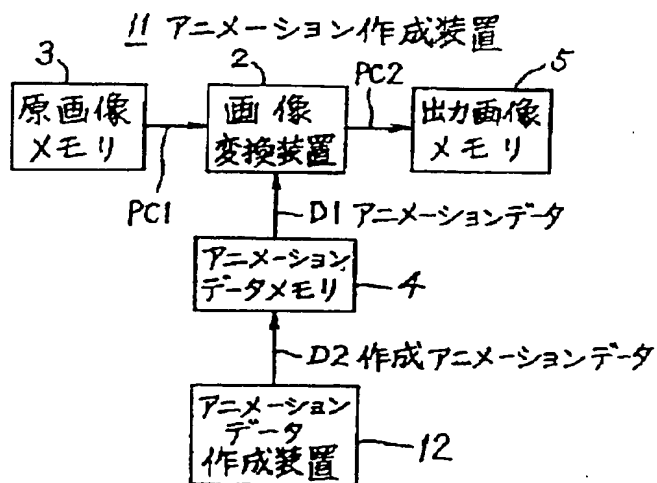 11 アニメーション作成装置
3
2
PC2
5
原画像
メモリ
画像
変換装置
出力画像
メモリ
PC1
D1 アニメーションデータ
アニメーション
データメモリ
4
D2 作成アニメーションデータ
アニメーション
データ
作成装置
12